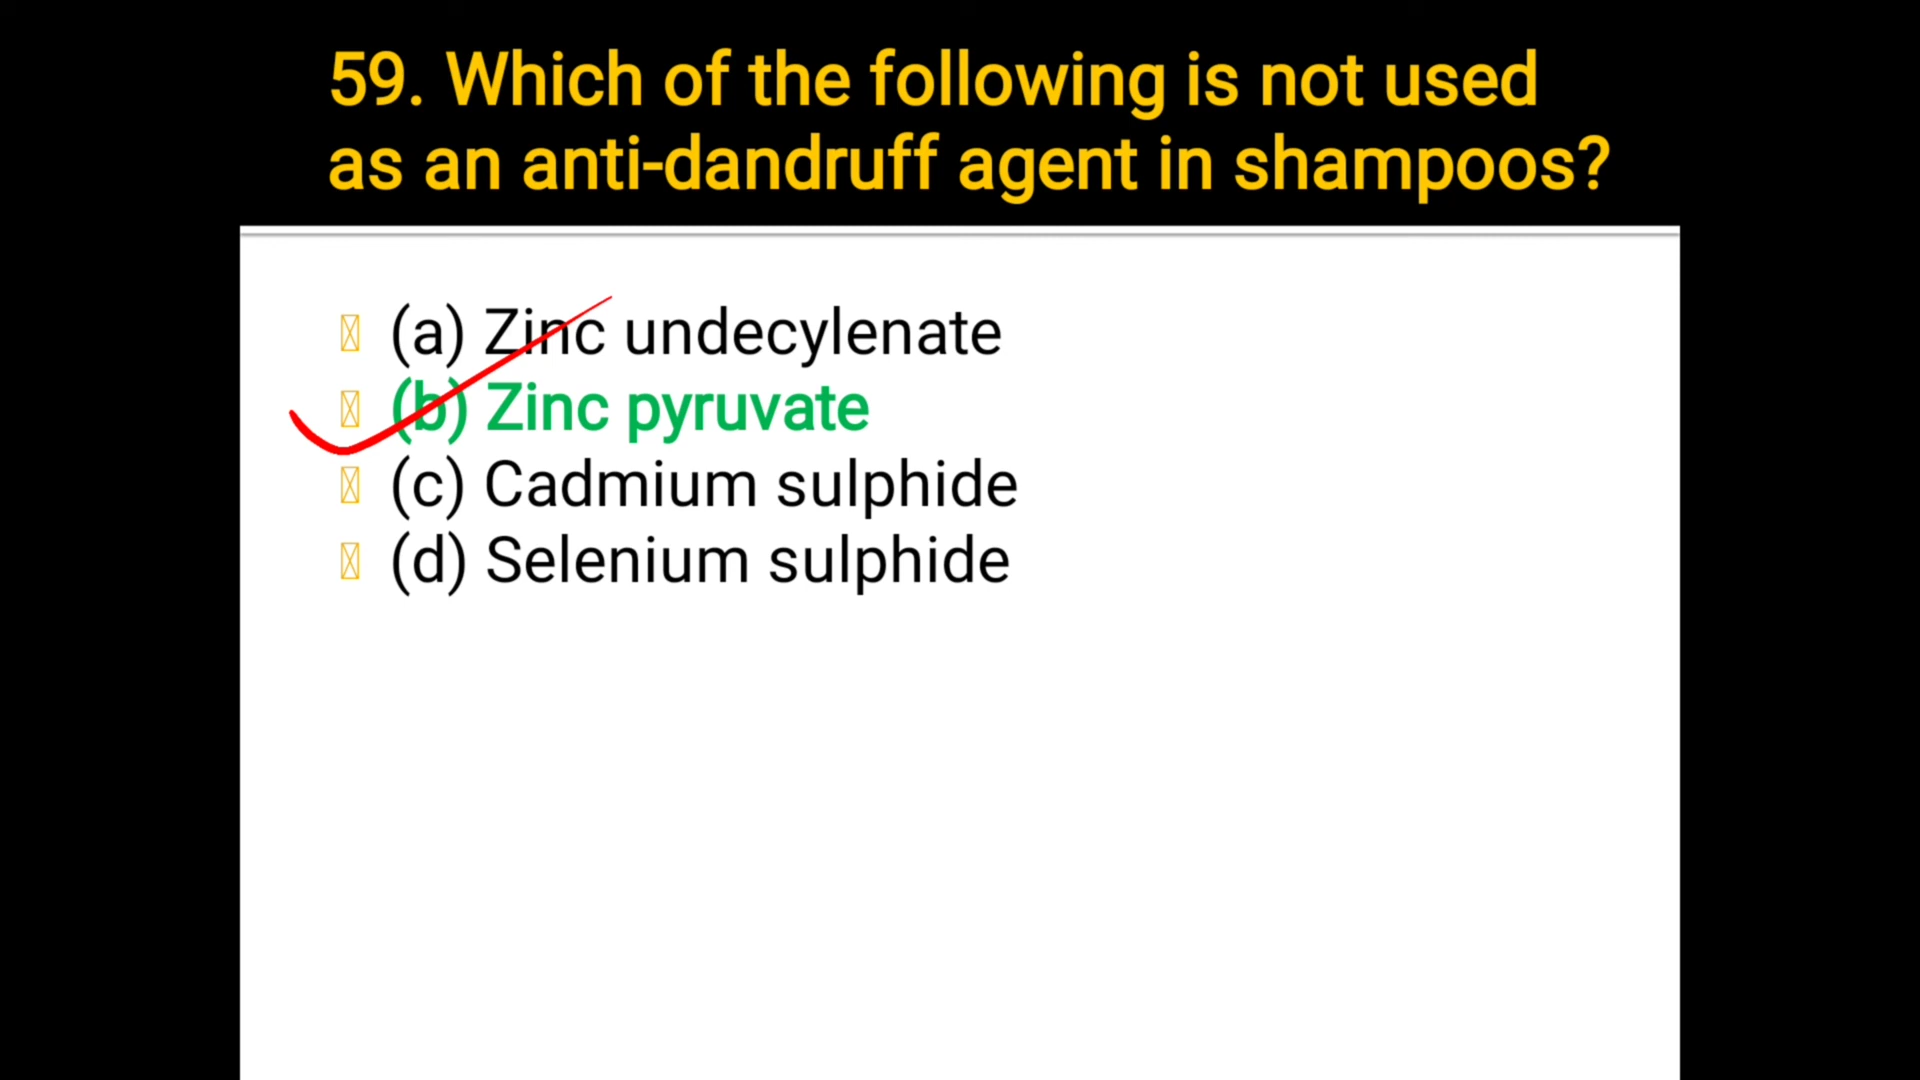 59. Which of the following is not used
as an anti-dandruff agent in shampoos?
(a) Zinc undecylenate
(b) Zinc pyruvate
(c) Cadmium sulphide
(d) Selenium sulphide